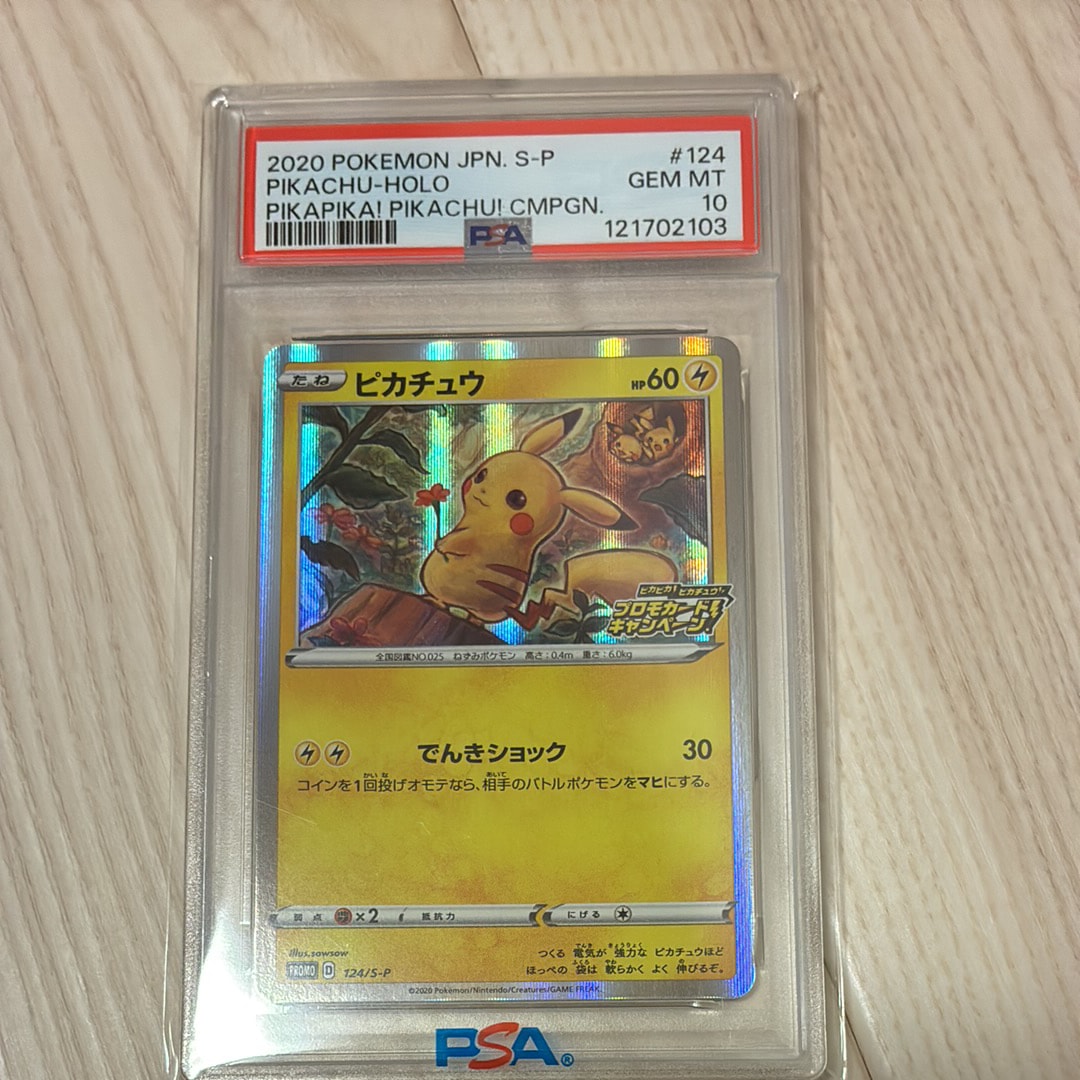 2020 POKEMON JPN. S-P #124
PIKACHU-HOLO GEM MT
PIKAPIKA! PIKACHU! CMPGN. 10
PSA 121702103
たね ピカチュウ HP60
ピカピカ! ピカチュウ!
プロモカード
キャンペーン!
全国図鑑NO.025 ねずみポケモン 高さ:0.4m 重さ:6.0kg
でんきショック 30
コインを1回投げオモテなら、相手のバトルポケモンをマヒにする。
弱点 ×2 抵抗力 にげる
illus.sowsow
つくる 電気が 強力な ピカチュウほど
PROMO D 124/S-P
ほっぺの 袋は 軟らかく よく 伸びるぞ。
©2020 Pokémon/Nintendo/Creatures/GAME FREAK.
PSA®